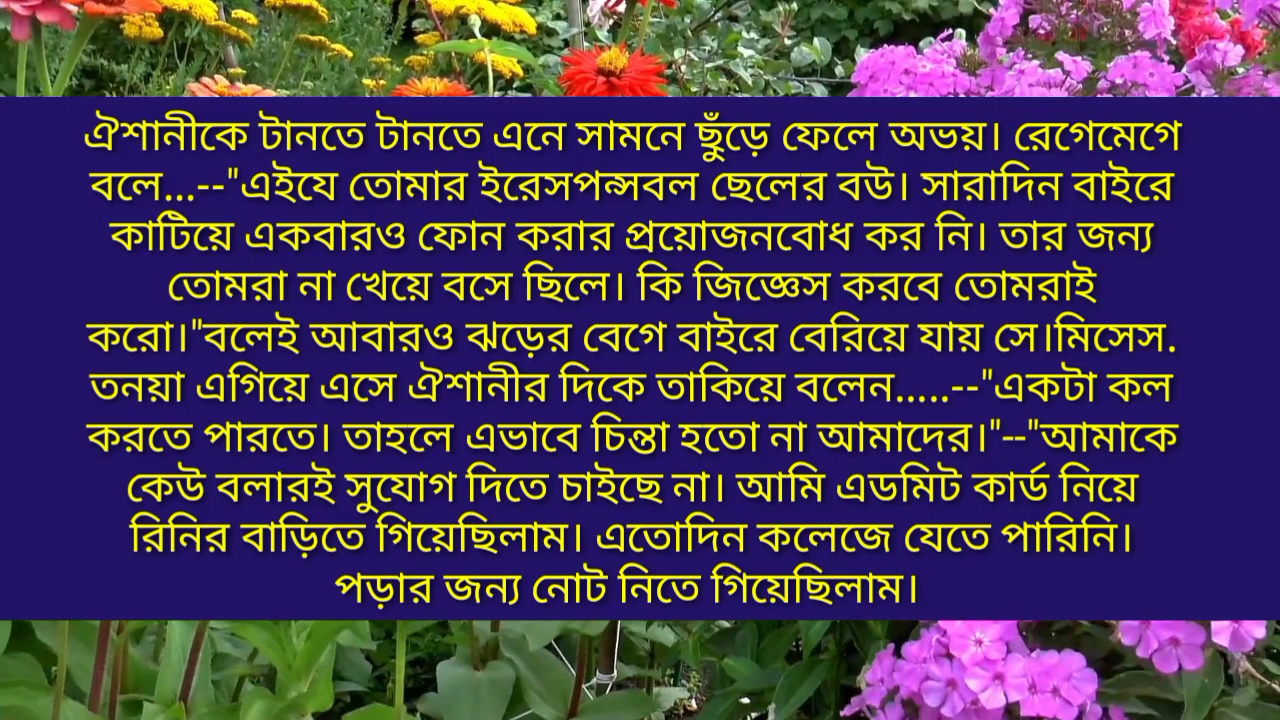 ঐশানীকে টানতে টানতে এনে সামনে ছুঁড়ে ফেলে অভয়। রেগেমেগে
বলে...--"এইযে তোমার ইরেসপন্সবল ছেলের বউ। সারাদিন বাইরে
কাটিয়ে একবারও ফোন করার প্রয়োজনবোধ কর নি। তার জন্য
তোমরা না খেয়ে বসে ছিলে। কি জিজ্ঞেস করবে তোমরাই
করো।"বলেই আবারও ঝড়ের বেগে বাইরে বেরিয়ে যায় সে।মিসেস.
তনয়া এগিয়ে এসে ঐশানীর দিকে তাকিয়ে বলেন.....--"একটা কল
করতে পারতে। তাহলে এভাবে চিন্তা হতো না আমাদের।"--"আমাকে
কেউ বলারই সুযোগ দিতে চাইছে না। আমি এডমিট কার্ড নিয়ে
রিনির বাড়িতে গিয়েছিলাম। এতোদিন কলেজে যেতে পারিনি।
পড়ার জন্য নোট নিতে গিয়েছিলাম।